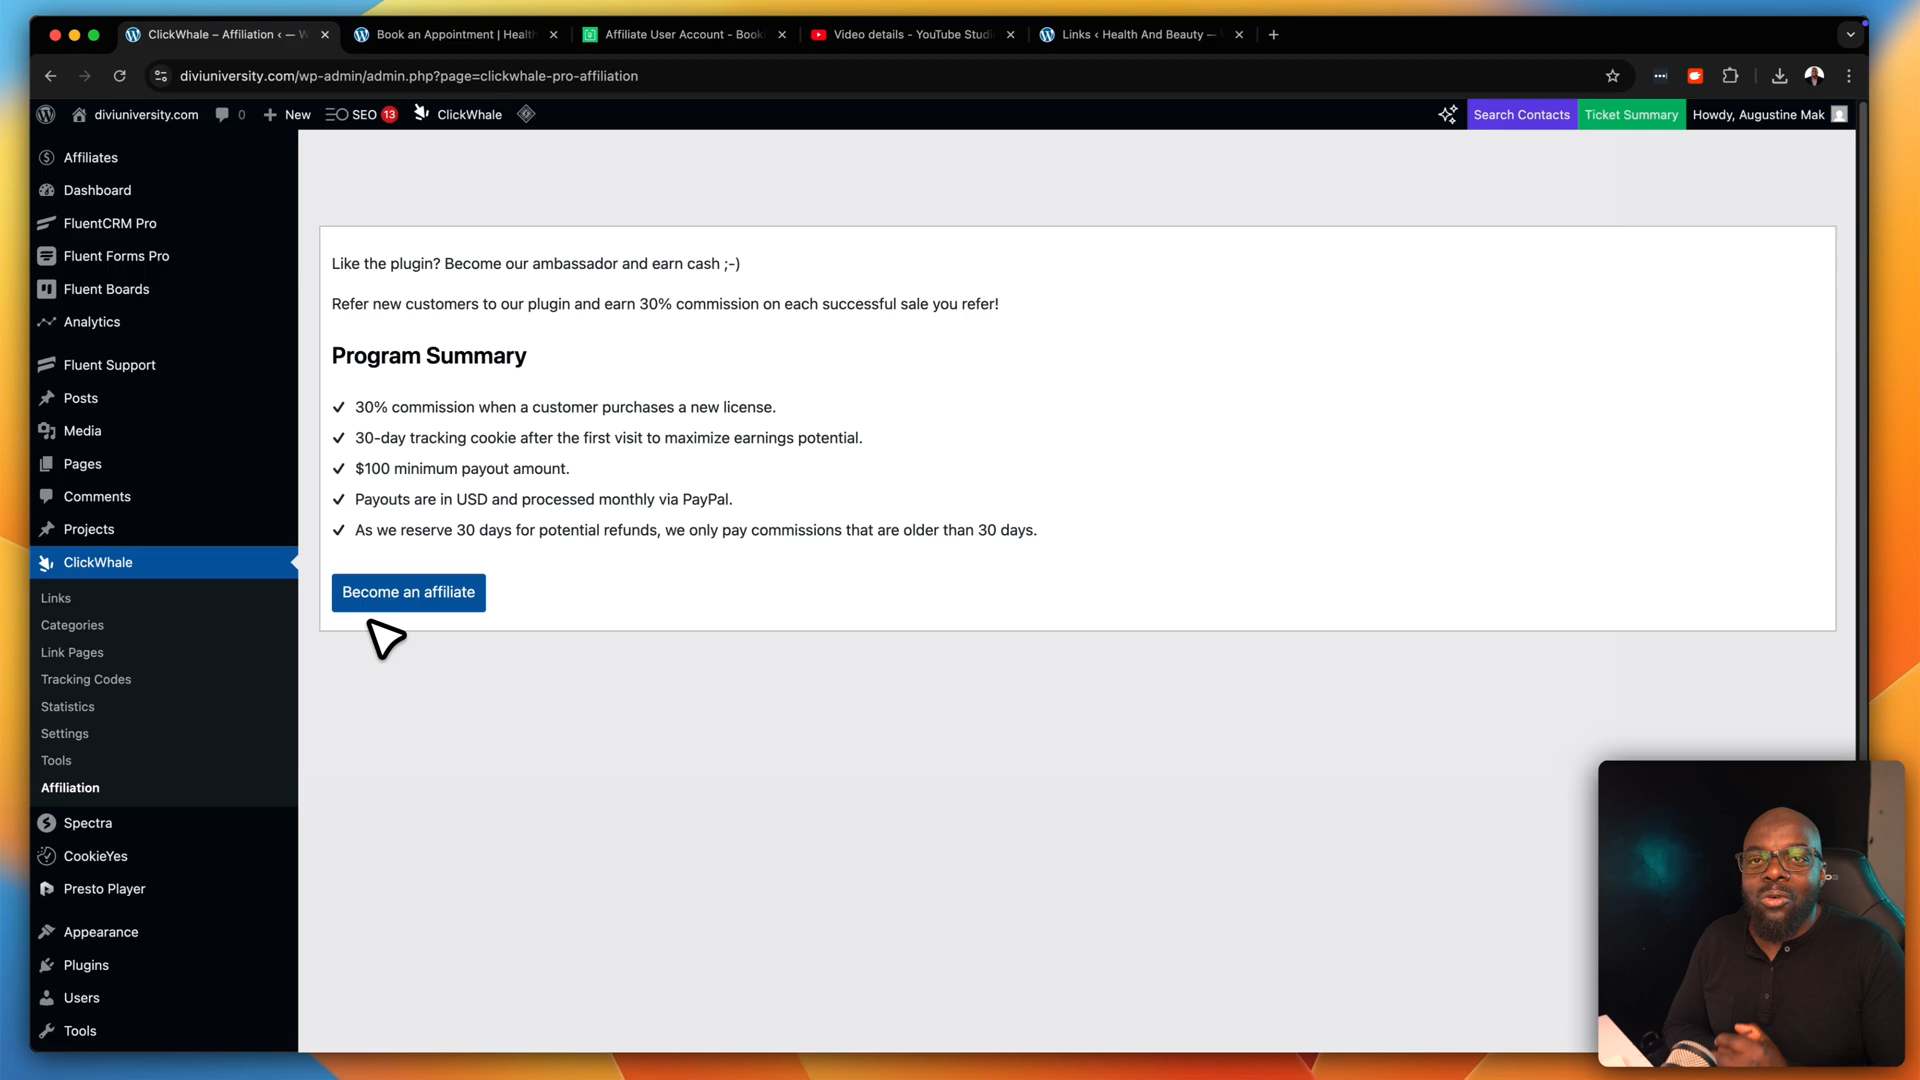 ClickWhale – Affiliation ‹ — W
Book an Appointment | Health
Affiliate User Account - Booki
Video details - YouTube Studi
Links ‹ Health And Beauty —
diviuniversity.com/wp-admin/admin.php?page=clickwhale-pro-affiliation
diviuniversity.com
0
New
SEO 13
ClickWhale
Search Contacts
Ticket Summary
Howdy, Augustine Mak
Affiliates
Dashboard
FluentCRM Pro
Fluent Forms Pro
Fluent Boards
Analytics
Fluent Support
Posts
Media
Pages
Comments
Projects
ClickWhale
Links
Categories
Link Pages
Tracking Codes
Statistics
Settings
Tools
Affiliation
Spectra
CookieYes
Presto Player
Appearance
Plugins
Users
Tools
Like the plugin? Become our ambassador and earn cash ;-)
Refer new customers to our plugin and earn 30% commission on each successful sale you refer!
Program Summary
30% commission when a customer purchases a new license.
30-day tracking cookie after the first visit to maximize earnings potential.
$100 minimum payout amount.
Payouts are in USD and processed monthly via PayPal.
As we reserve 30 days for potential refunds, we only pay commissions that are older than 30 days.
Become an affiliate